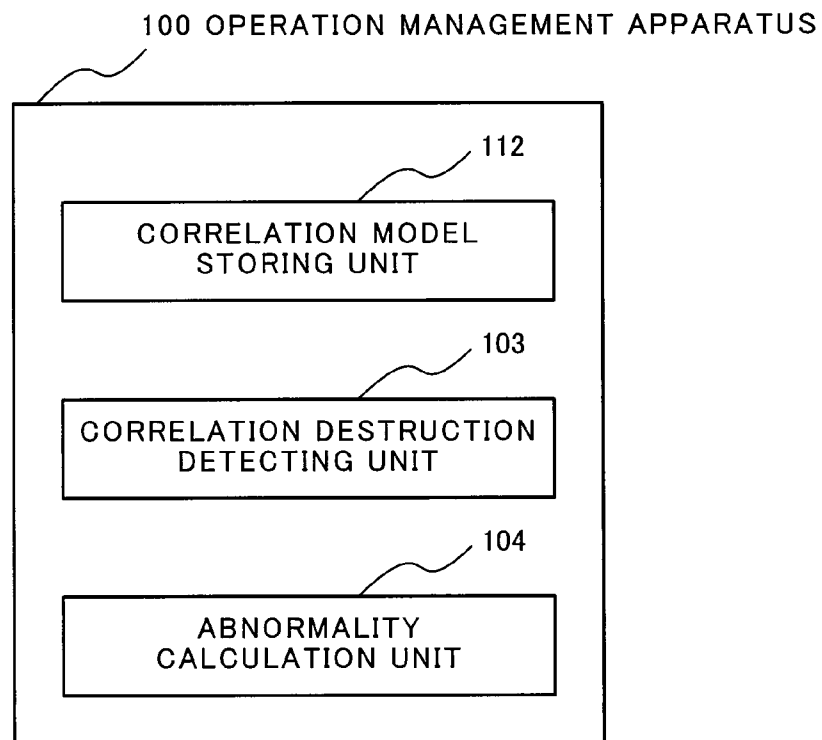 100 OPERATION MANAGEMENT APPARATUS
112
CORRELATION MODEL
STORING UNIT
103
CORRELATION DESTRUCTION
DETECTING UNIT
104
ABNORMALITY
CALCULATION UNIT